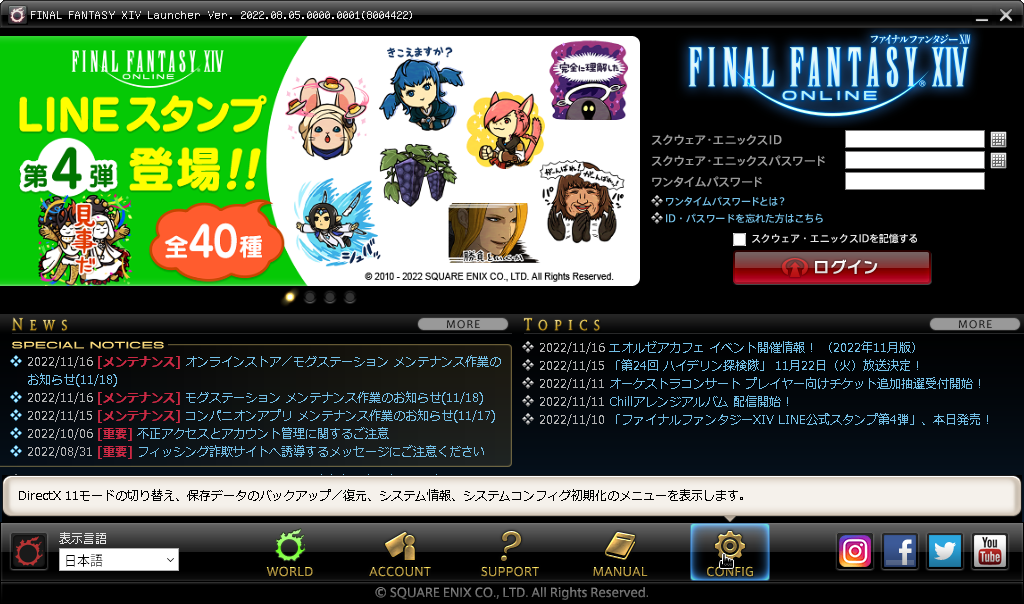 FINAL FANTASY XIV Launcher Ver. 2022.08.05.0000.0001(8004422)
FINAL FANTASY XIV
ONLINE
LINEスタンプ
第4弾 登場!!
見事だ
全40種
きこえますか?
完全に理解した
がんばれ! がんばれ!
勝負しないか
© 2010 - 2022 SQUARE ENIX CO., LTD. All Rights Reserved.
ファイナルファンタジーXIV
FINAL FANTASY XIV
ONLINE
スクウェア・エニックスID
スクウェア・エニックスパスワード
ワンタイムパスワード
ワンタイムパスワードとは?
ID・パスワードを忘れた方はこちら
スクウェア・エニックスIDを記憶する
ログイン
NEWS
MORE
SPECIAL NOTICES
2022/11/16 [メンテナンス] オンラインストア／モグステーション メンテナンス作業の
お知らせ(11/18)
2022/11/16 [メンテナンス] モグステーション メンテナンス作業のお知らせ(11/18)
2022/11/15 [メンテナンス] コンパニオンアプリ メンテナンス作業のお知らせ(11/17)
2022/10/06 [重要] 不正アクセスとアカウント管理に関するご注意
2022/08/31 [重要] フィッシング詐欺サイトへ誘導するメッセージにご注意ください
TOPICS
MORE
2022/11/16 エオルゼアカフェ イベント開催情報！（2022年11月版）
2022/11/15 「第24回 ハイデリン探検隊」 11月22日（火）放送決定！
2022/11/11 オーケストラコンサート プレイヤー向けチケット追加抽選受付開始！
2022/11/11 Chillアレンジアルバム 配信開始！
2022/11/10 「ファイナルファンタジーXIV LINE公式スタンプ第4弾」、本日発売！
DirectX 11モードの切り替え、保存データのバックアップ／復元、システム情報、システムコンフィグ初期化のメニューを表示します。
表示言語
日本語
WORLD
ACCOUNT
SUPPORT
MANUAL
CONFIG
You
Tube
© SQUARE ENIX CO., LTD. All Rights Reserved.